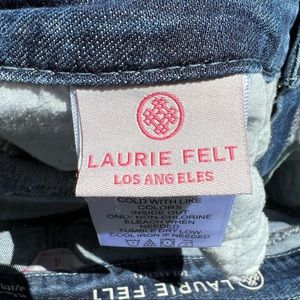 LAURIE FELT
LOS ANGELES
COLD WITH LIKE
COLORS
INSIDE OUT
ONLY NON-CHLORINE
BLEACH WHEN
NEEDED
TUMBLE DRY LOW
COOL IRON IF NEEDED
LAURIE FELT